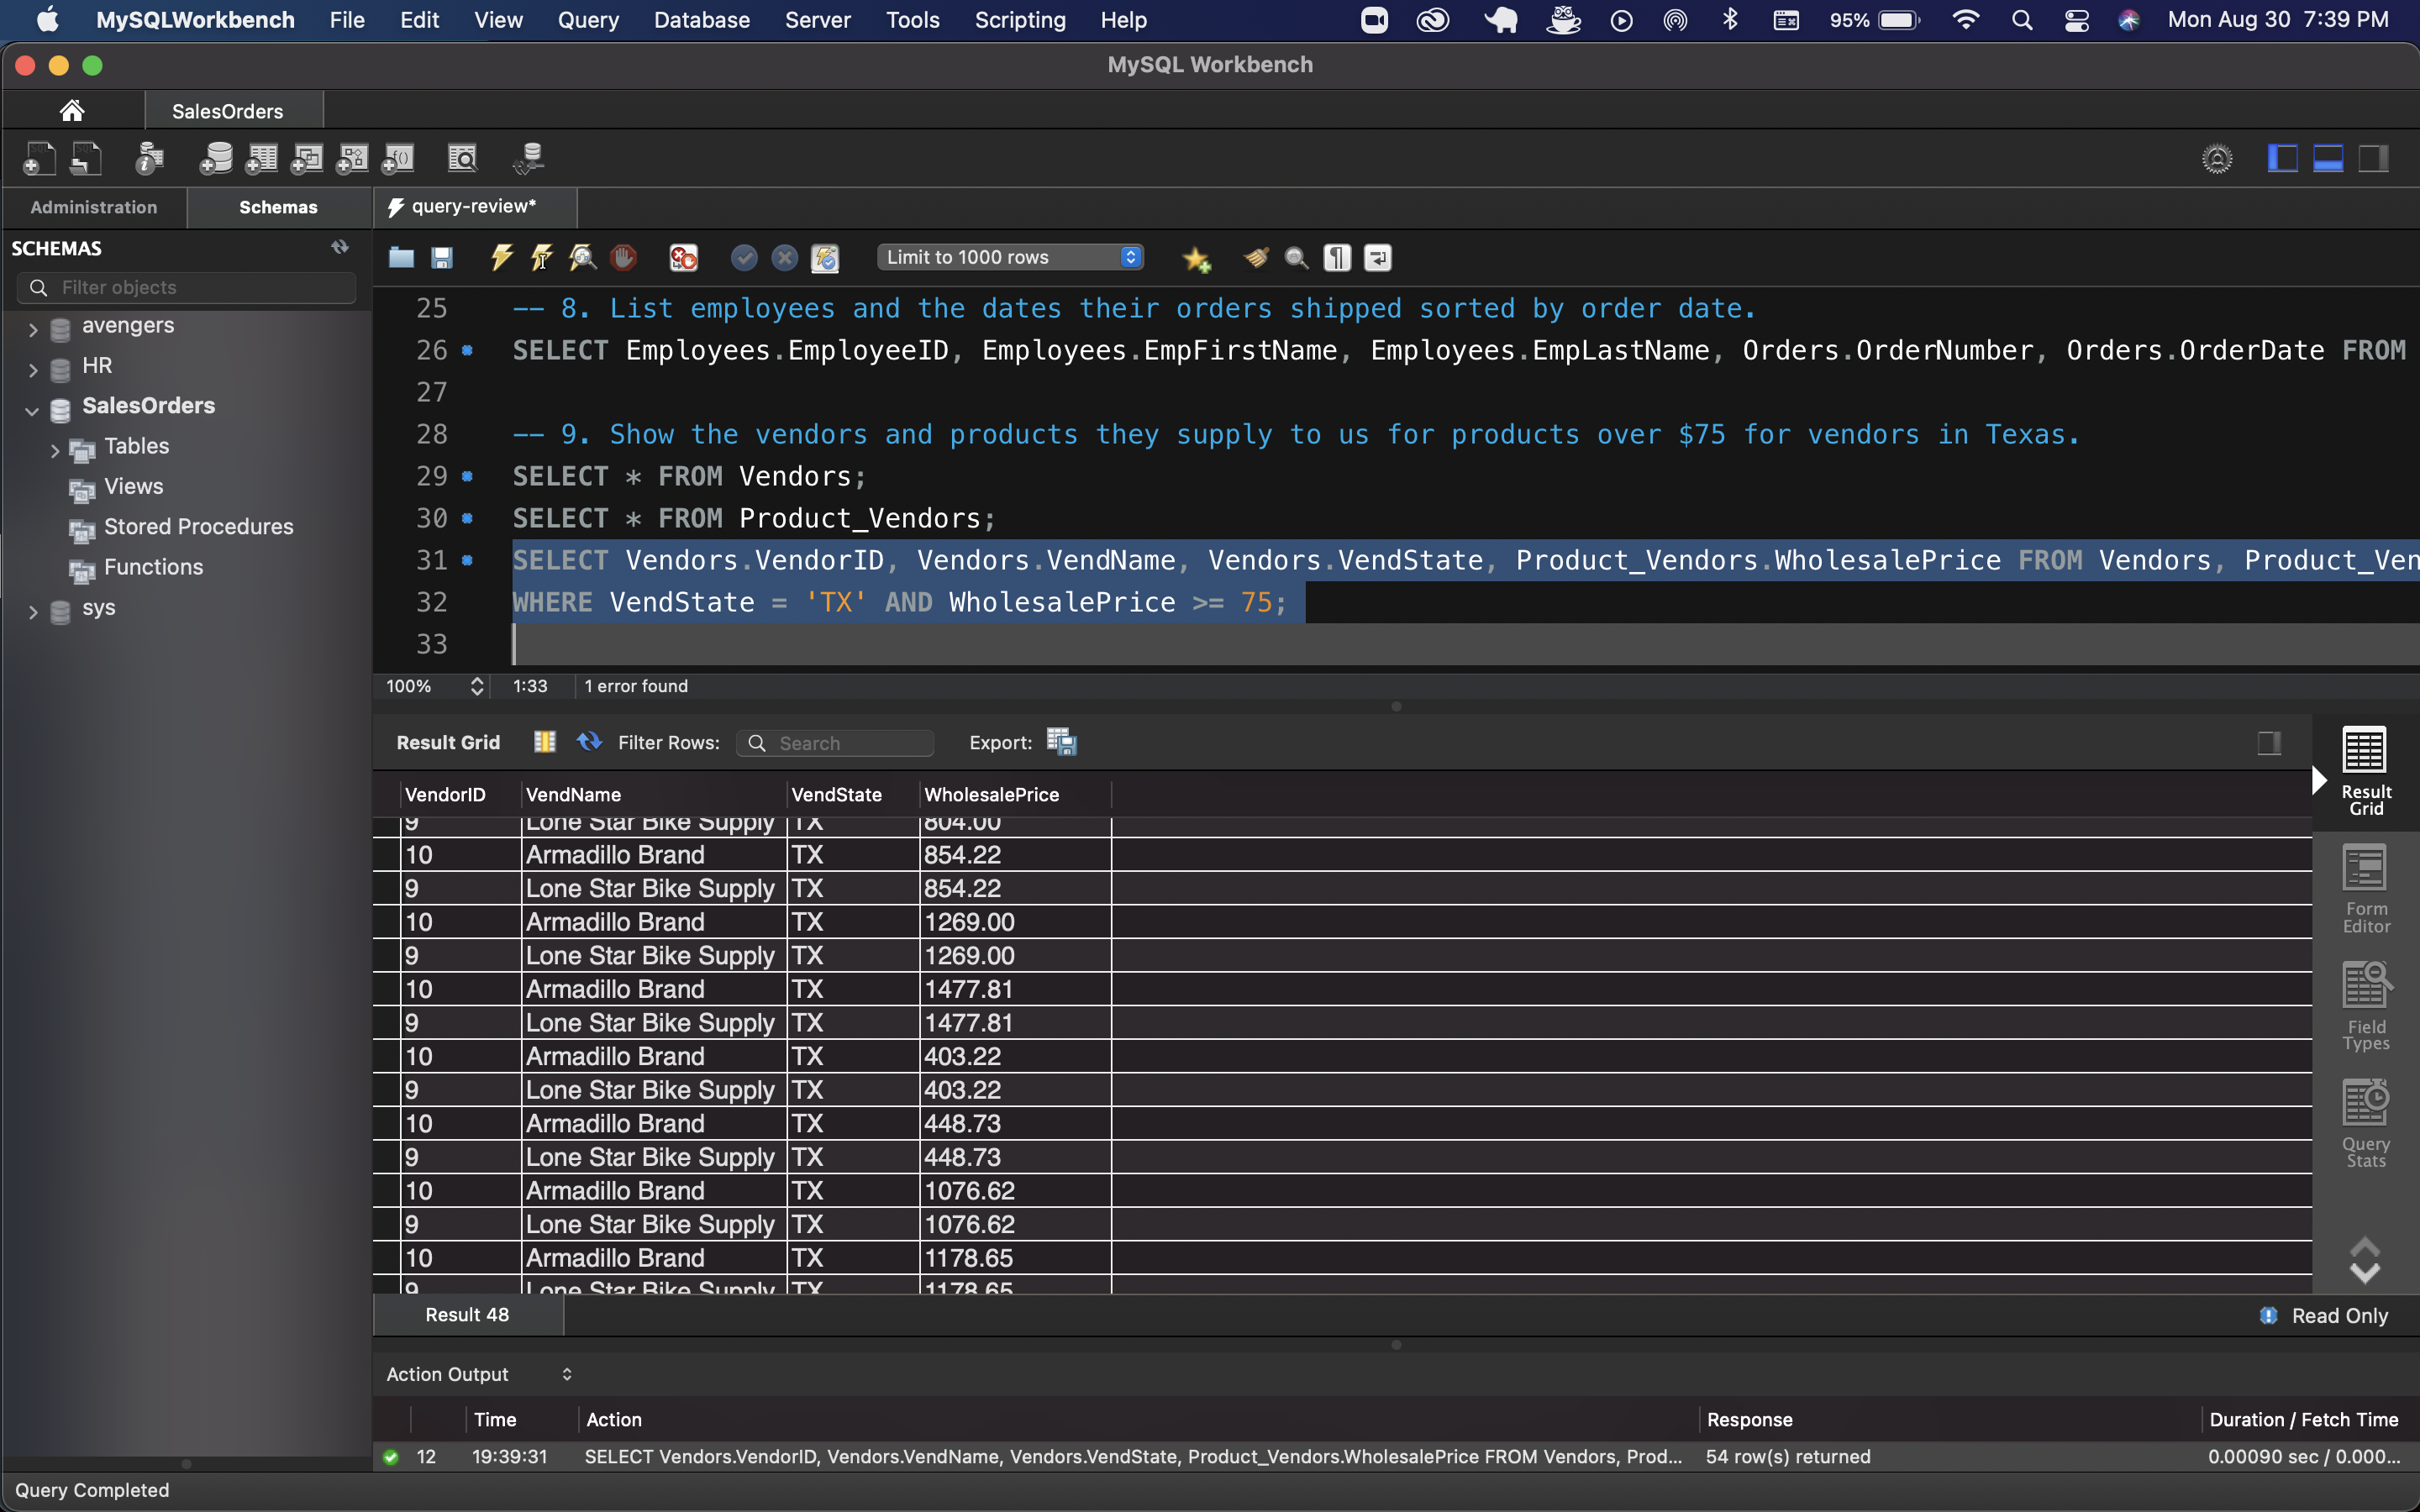 MySQLWorkbench File Edit View Query Database Server Tools Scripting Help 95% Mon Aug 30 7:39 PM
MySQL Workbench
SalesOrders
Administration Schemas query-review*
SCHEMAS
Filter objects
avengers
HR
SalesOrders
Tables
Views
Stored Procedures
Functions
sys
Limit to 1000 rows
25 -- 8. List employees and the dates their orders shipped sorted by order date.
26 SELECT Employees.EmployeeID, Employees.EmpFirstName, Employees.EmpLastName, Orders.OrderNumber, Orders.OrderDate FROM
27
28 -- 9. Show the vendors and products they supply to us for products over $75 for vendors in Texas.
29 SELECT * FROM Vendors;
30 SELECT * FROM Product_Vendors;
31 SELECT Vendors.VendorID, Vendors.VendName, Vendors.VendState, Product_Vendors.WholesalePrice FROM Vendors, Product_Ven
32 WHERE VendState = 'TX' AND WholesalePrice >= 75;
33
100% 1:33 1 error found
Result Grid Filter Rows: Search Export:
VendorID VendName VendState WholesalePrice
9 Lone Star Bike Supply TX 804.00
10 Armadillo Brand TX 854.22
9 Lone Star Bike Supply TX 854.22
10 Armadillo Brand TX 1269.00
9 Lone Star Bike Supply TX 1269.00
10 Armadillo Brand TX 1477.81
9 Lone Star Bike Supply TX 1477.81
10 Armadillo Brand TX 403.22
9 Lone Star Bike Supply TX 403.22
10 Armadillo Brand TX 448.73
9 Lone Star Bike Supply TX 448.73
10 Armadillo Brand TX 1076.62
9 Lone Star Bike Supply TX 1076.62
10 Armadillo Brand TX 1178.65
9 Lone Star Bike Supply TX 1178.65
Result
Grid
Form
Editor
Field
Types
Query
Stats
Result 48 Read Only
Action Output
Time Action Response Duration / Fetch Time
12 19:39:31 SELECT Vendors.VendorID, Vendors.VendName, Vendors.VendState, Product_Vendors.WholesalePrice FROM Vendors, Prod... 54 row(s) returned 0.00090 sec / 0.000...
Query Completed